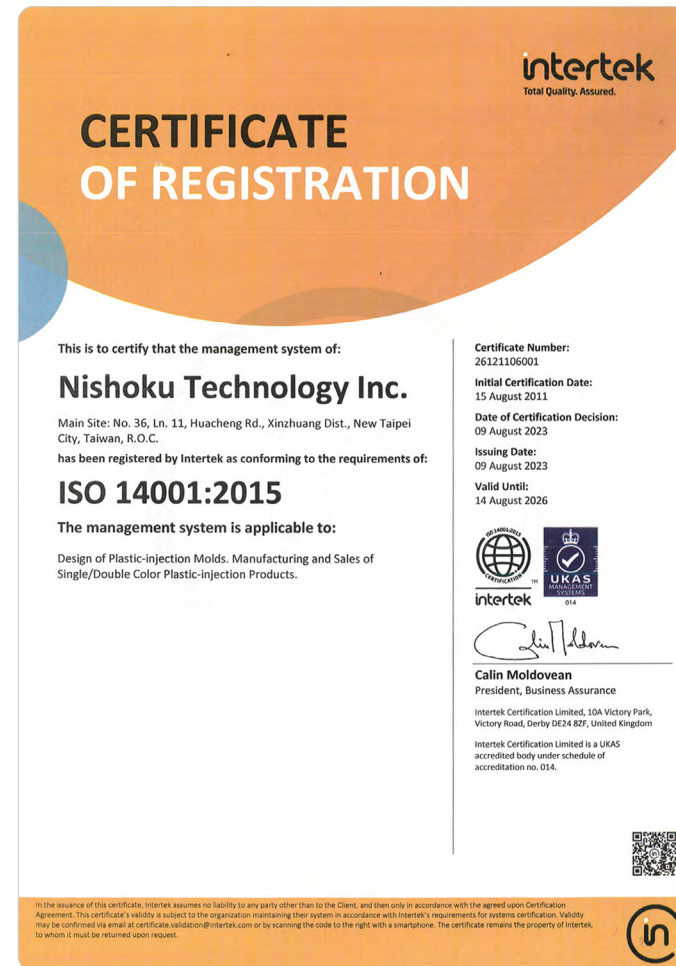 intertek
Total Quality. Assured.
CERTIFICATE
OF REGISTRATION
This is to certify that the management system of:
Nishoku Technology Inc.
Main Site: No. 36, Ln. 11, Huacheng Rd., Xinzhuang Dist., New Taipei
City, Taiwan, R.O.C.
has been registered by Intertek as conforming to the requirements of:
ISO 14001:2015
The management system is applicable to:
Design of Plastic-injection Molds. Manufacturing and Sales of
Single/Double Color Plastic-injection Products.
Certificate Number:
26121106001
Initial Certification Date:
15 August 2011
Date of Certification Decision:
09 August 2023
Issuing Date:
09 August 2023
Valid Until:
14 August 2026
ISO 14001:2015
CERTIFICATION
TM
intertek
UKAS
MANAGEMENT
SYSTEMS
014
Calin Moldovean
Calin Moldovean
President, Business Assurance
Intertek Certification Limited, 10A Victory Park,
Victory Road, Derby DE24 8ZF, United Kingdom
Intertek Certification Limited is a UKAS
accredited body under schedule of
accreditation no. 014.
In the issuance of this certificate, Intertek assumes no liability to any party other than to the Client, and then only in accordance with the agreed upon Certification
Agreement. This certificate's validity is subject to the organization maintaining their system in accordance with Intertek's requirements for systems certification. Validity
may be confirmed via email at certificate.validation@intertek.com or by scanning the code to the right with a smartphone. The certificate remains the property of Intertek,
to whom it must be returned upon request.
in